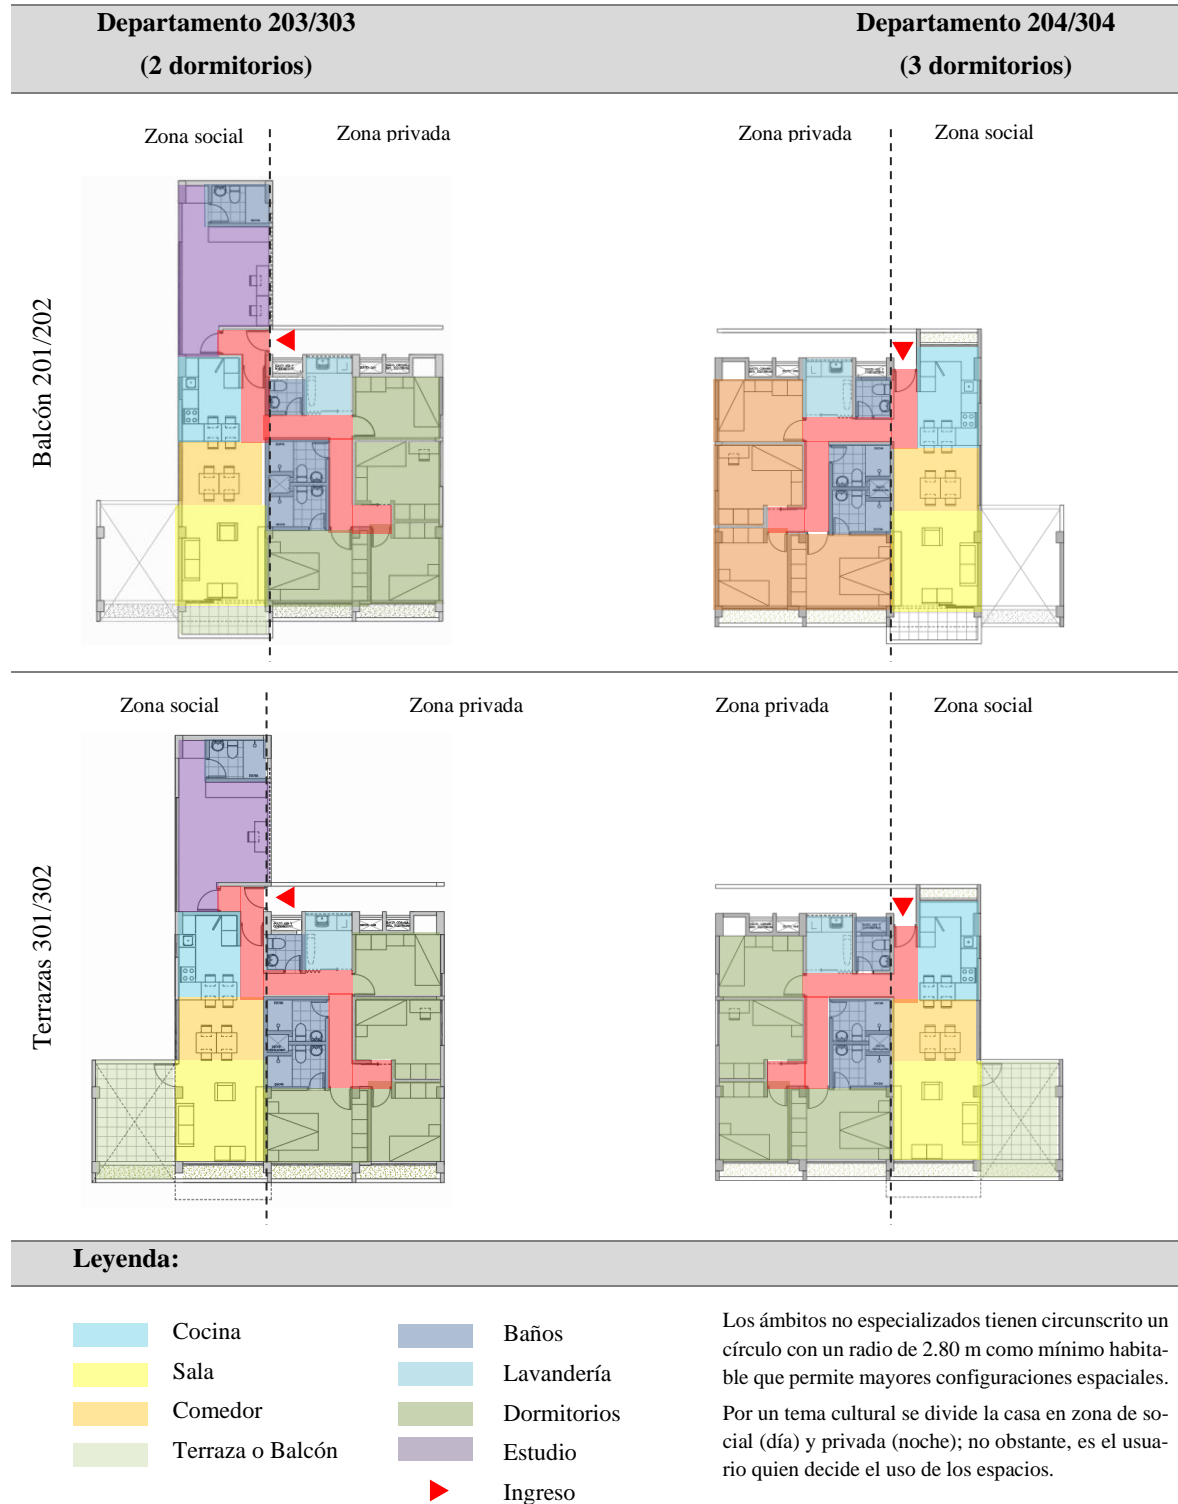 Departamento 203/303
(2 dormitorios)
Departamento 204/304
(3 dormitorios)
Balcón 201/202
Zona social
Zona privada
Zona privada
Zona social
Terrazas 301/302
Zona social
Zona privada
Zona privada
Zona social
Leyenda:
Cocina
Sala
Comedor
Terraza o Balcón
Baños
Lavandería
Dormitorios
Estudio
Ingreso
Los ámbitos no especializados tienen circunscrito un
círculo con un radio de 2.80 m como mínimo habita-
ble que permite mayores configuraciones espaciales.
Por un tema cultural se divide la casa en zona de so-
cial (día) y privada (noche); no obstante, es el usua-
rio quien decide el uso de los espacios.